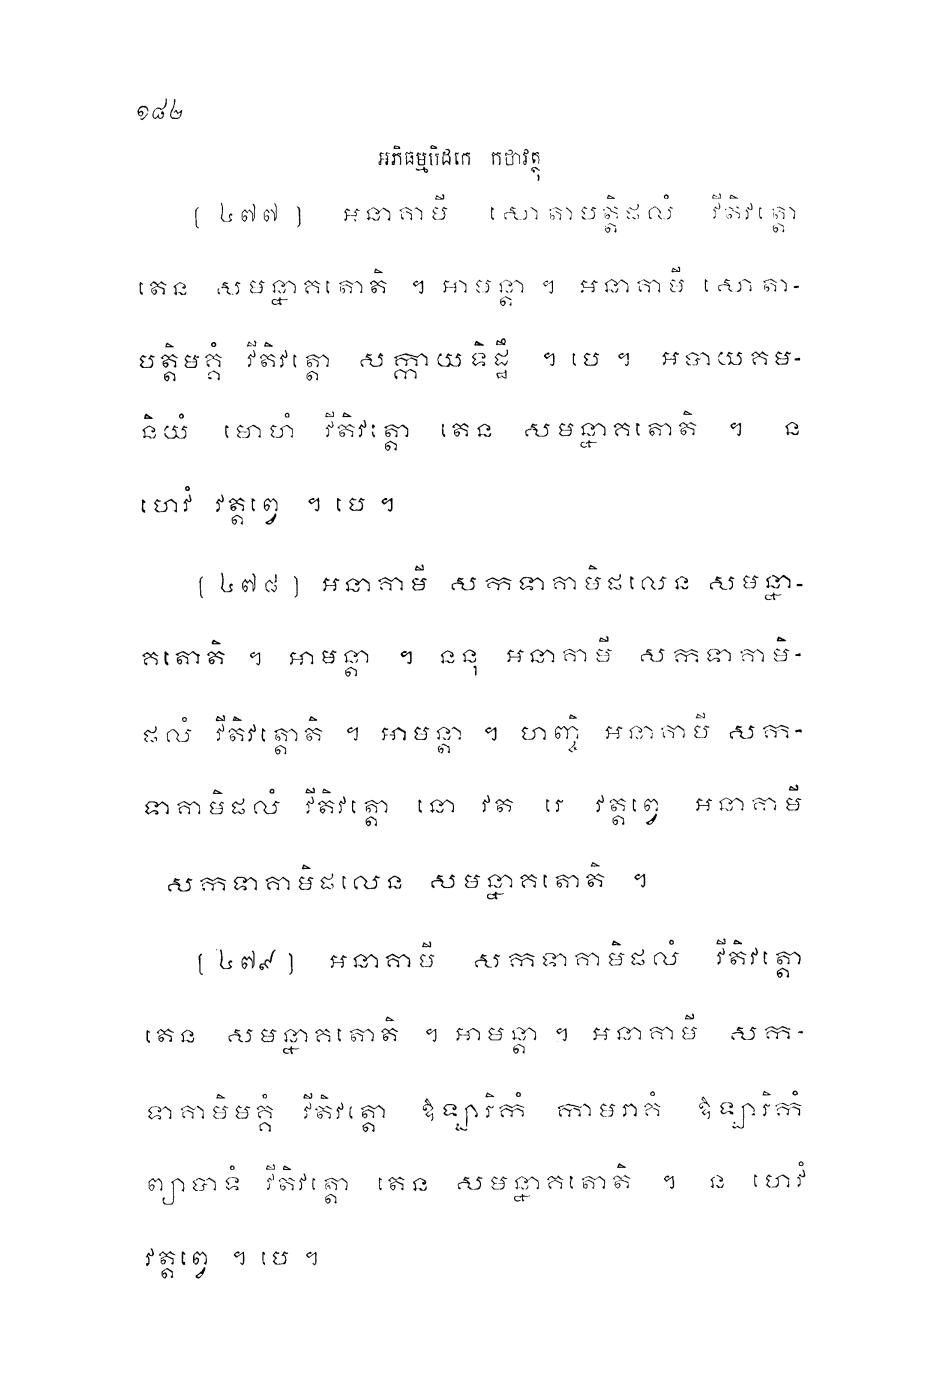 ១៨២
អភិធម្មបិដកេ កថាវត្ថុ
[ ៤៧៧ ] អនាគាមី សោតាបត្តិផលំ វីតិវត្តោ
តេន សមន្នាគតោតិ ។ អាមន្តា ។ អនាគាមី សោតា-
បត្តិមគ្គំ វីតិវត្តោ សក្កាយទិដ្ឋឹ ។ បេ ។ អបាយគម-
និយំ មោហំ វីតិវត្តោ តេន សមន្នាគតោតិ ។ ន
ហេវំ វត្តព្វេ ។ បេ ។
[ ៤៧៨ ] អនាគាមី សកទាគាមិផលេន សមន្នា-
គតោតិ ។ អាមន្តា ។ ននុ អនាគាមី សកទាគាមិ-
ផលំ វីតិវត្តោតិ ។ អាមន្តា ។ ហញ្ចិ អនាគាមី សក-
ទាគាមិផលំ វីតិវត្តោ នោ វត រេ វត្តព្វេ អនាគាមី
សកទាគាមិផលេន សមន្នាគតោតិ ។
[ ៤៧៩ ] អនាគាមី សកទាគាមិផលំ វីតិវត្តោ
តេន សមន្នាគតោតិ ។ អាមន្តា ។ អនាគាមី សក-
ទាគាមិមគ្គំ វីតិវត្តោ ឱឡារិកំ កាមរាគំ ឱឡារិកំ
ព្យាបាទំ វីតិវត្តោ តេន សមន្នាគតោតិ ។ ន ហេវំ
វត្តព្វេ ។ បេ ។